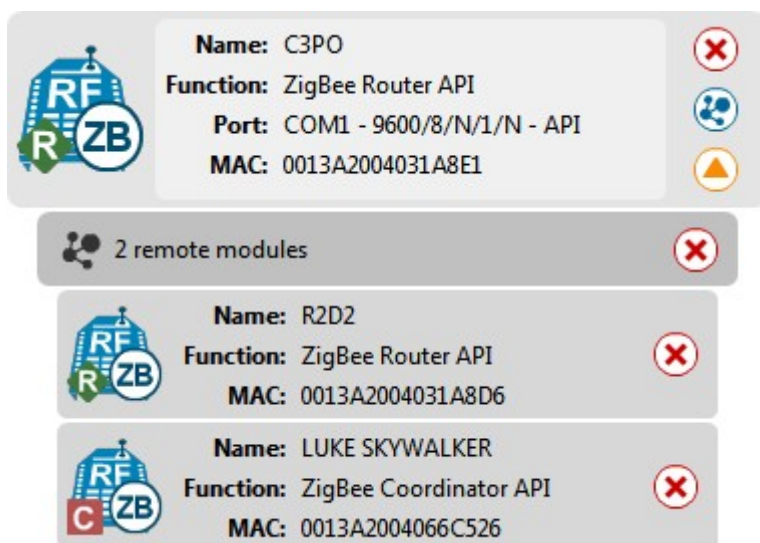 RF
R
ZB
Name: C3PO
Function: ZigBee Router API
Port: COM1 - 9600/8/N/1/N - API
MAC: 0013A2004031A8E1
2 remote modules
RF
R
ZB
Name: R2D2
Function: ZigBee Router API
MAC: 0013A2004031A8D6
RF
C
ZB
Name: LUKE SKYWALKER
Function: ZigBee Coordinator API
MAC: 0013A2004066C526